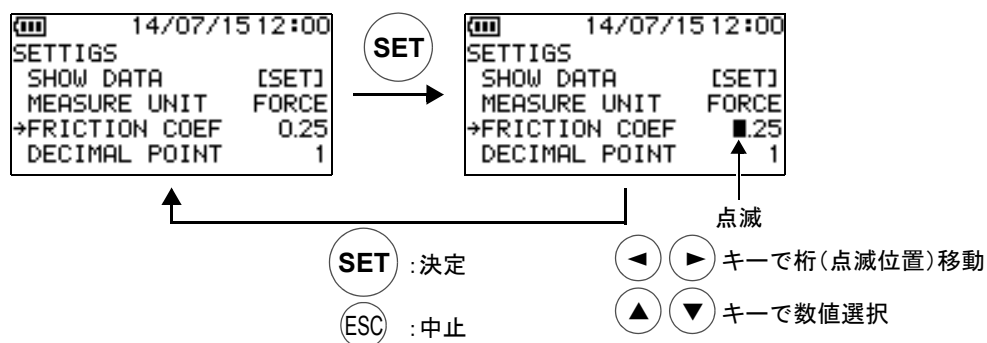 14/07/15 12:00
SETTIGS
SHOW DATA [SET]
MEASURE UNIT FORCE
→FRICTION COEF 0.25
DECIMAL POINT 1
SET
14/07/15 12:00
SETTIGS
SHOW DATA [SET]
MEASURE UNIT FORCE
→FRICTION COEF ■.25
DECIMAL POINT 1
点滅
SET :決定
ESC :中止
◀ ▶ キーで桁(点滅位置)移動
▲ ▼ キーで数値選択